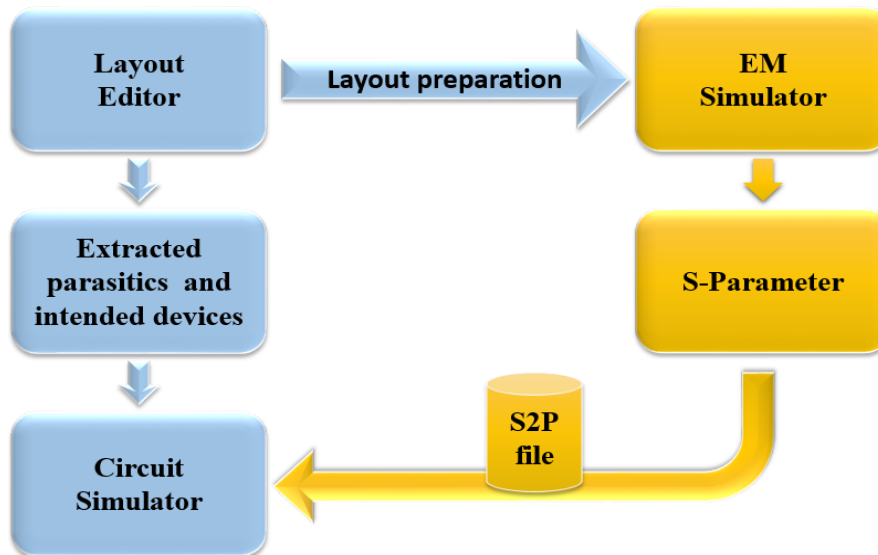 Layout
Editor
Layout preparation
EM
Simulator
Extracted
parasitics and
intended devices
S-Parameter
S2P
file
Circuit
Simulator